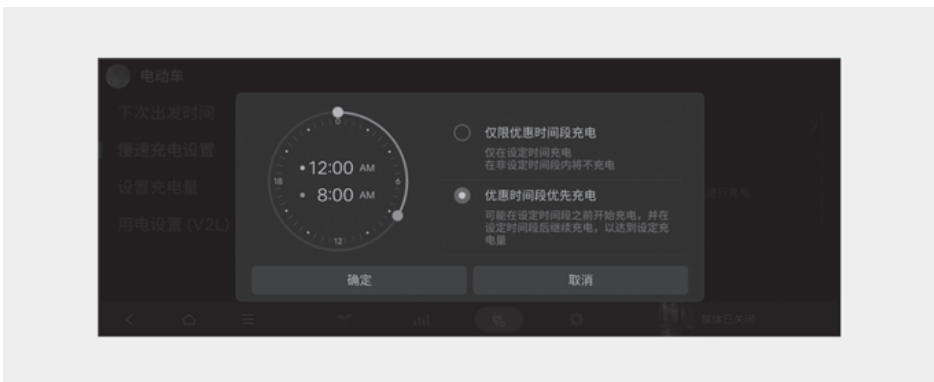 电动车
下次出发时间
慢速充电设置
设置充电量
用电设置 (V2L)
0
6
12
18
12:00 AM
8:00 AM
仅限优惠时间段充电
仅在设定时间充电
在非设定时间段内将不充电
优惠时间段优先充电
可能在设定时间段之前开始充电，并在
设定时间段后继续充电，以达到设定充
电量
进行充电
确定
取消
媒体已关闭